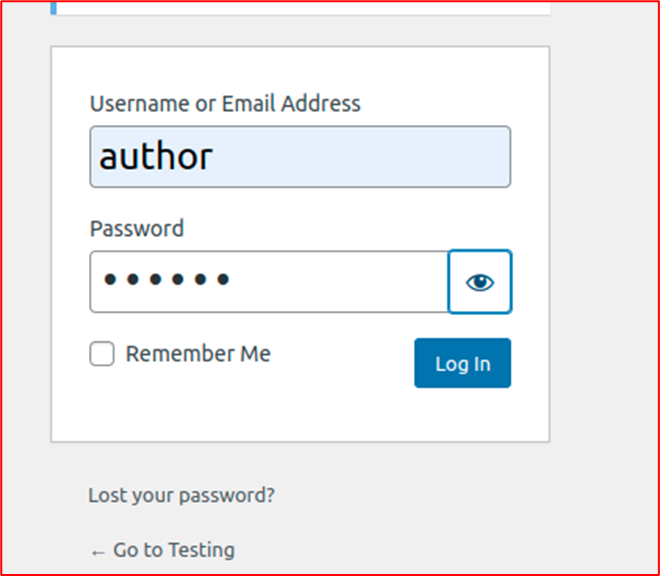 Username or Email Address
author
Password
••••••
Remember Me
Log In
Lost your password?
← Go to Testing